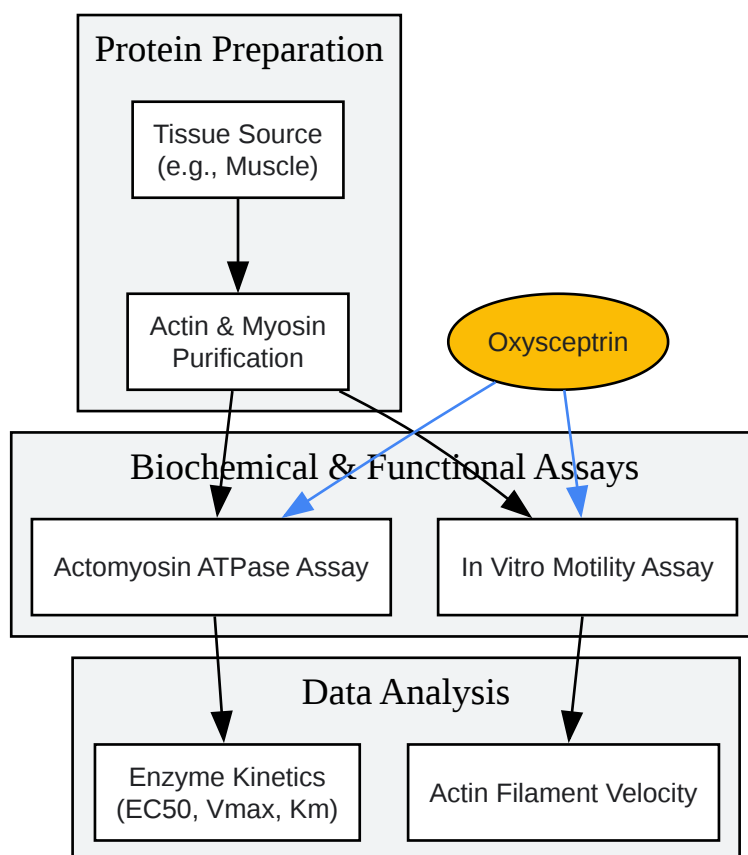 Protein Preparation
Tissue Source
(e.g., Muscle)
Actin & Myosin
Purification
Oxysceptrin
Biochemical & Functional Assays
Actomyosin ATPase Assay
In Vitro Motility Assay
Data Analysis
Enzyme Kinetics
(EC50, Vmax, Km)
Actin Filament Velocity